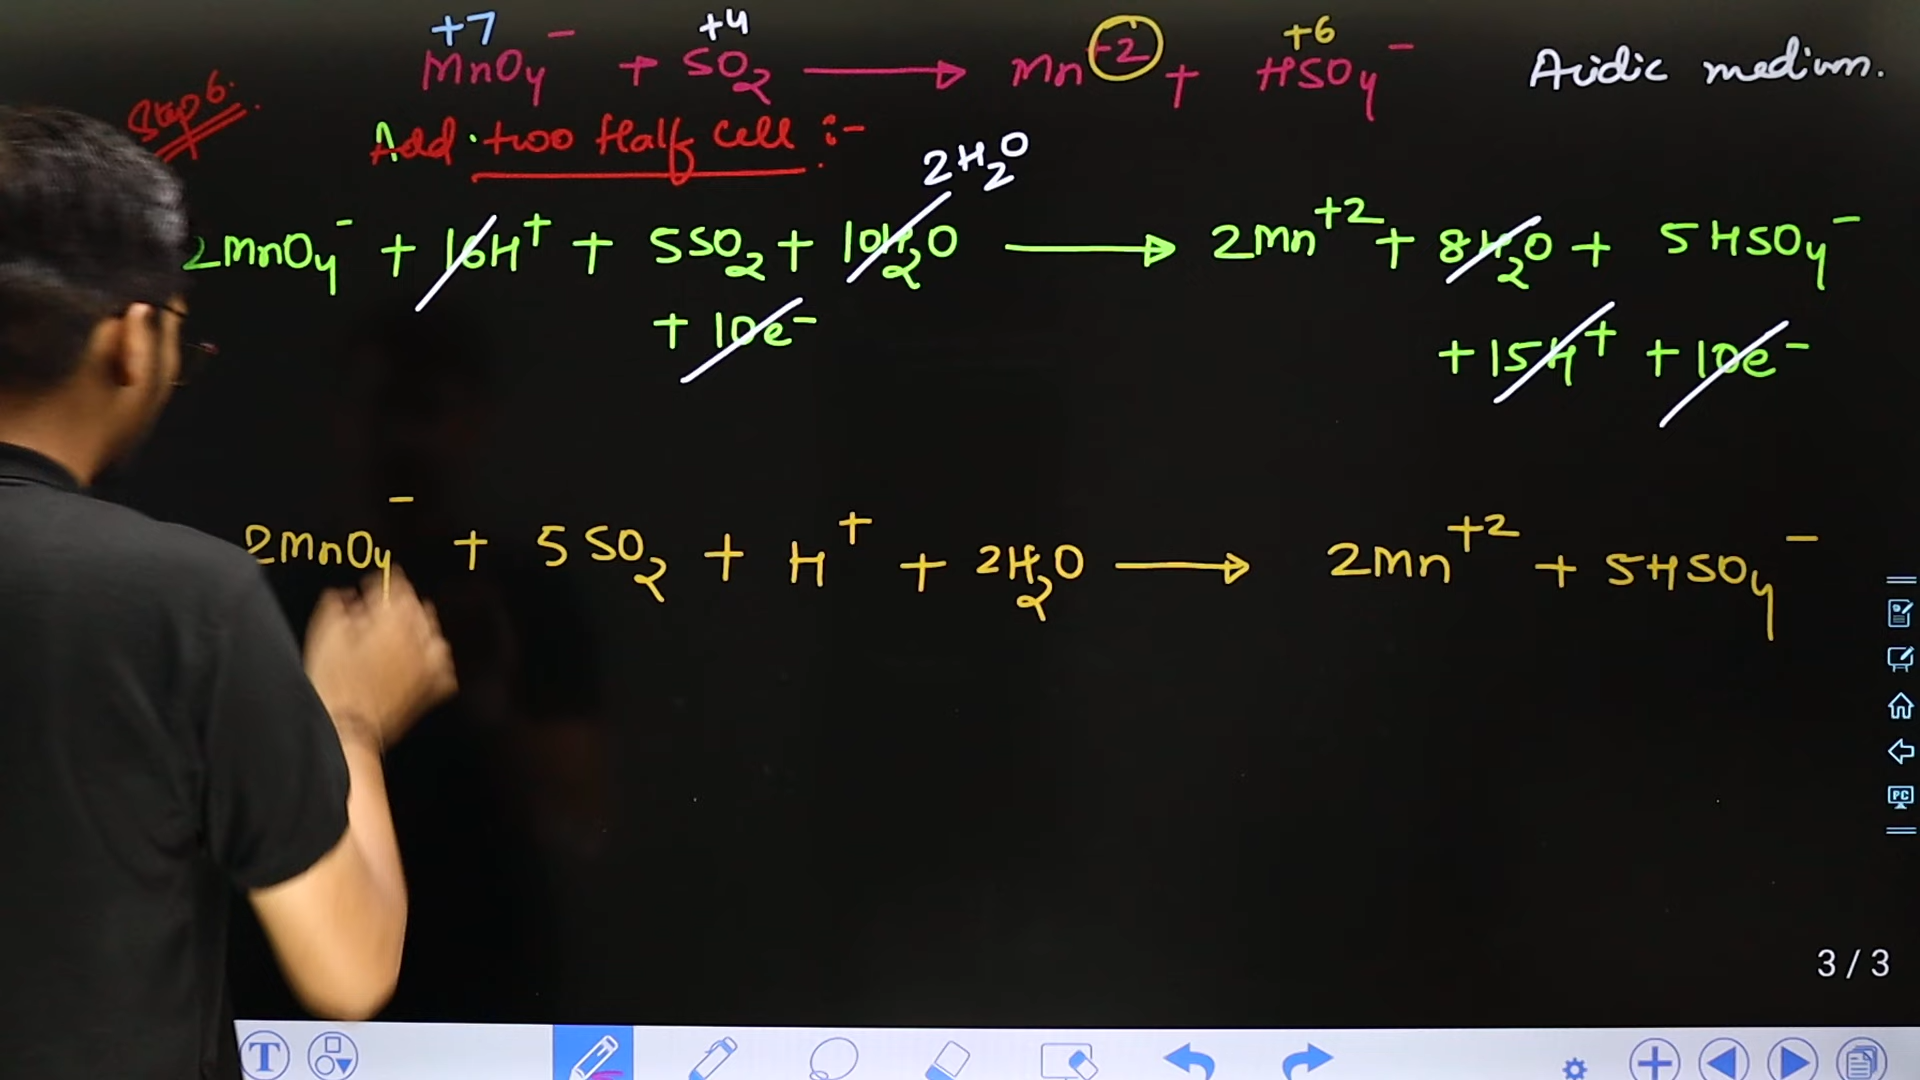 +7 +4 +6
MnO₄⁻ + SO₂ ⟶ Mn⁺² + HSO₄⁻ Acidic medium.
Step 6.
Add two Half Cell :-
2H₂O
2MnO₄⁻ + 16H⁺ + 5SO₂ + 10H₂O ⟶ 2Mn⁺² + 8H₂O + 5HSO₄⁻
+ 10e⁻ + 15H⁺ + 10e⁻
2MnO₄⁻ + 5SO₂ + H⁺ + 2H₂O ⟶ 2Mn⁺² + 5HSO₄⁻
PC
3/3
T